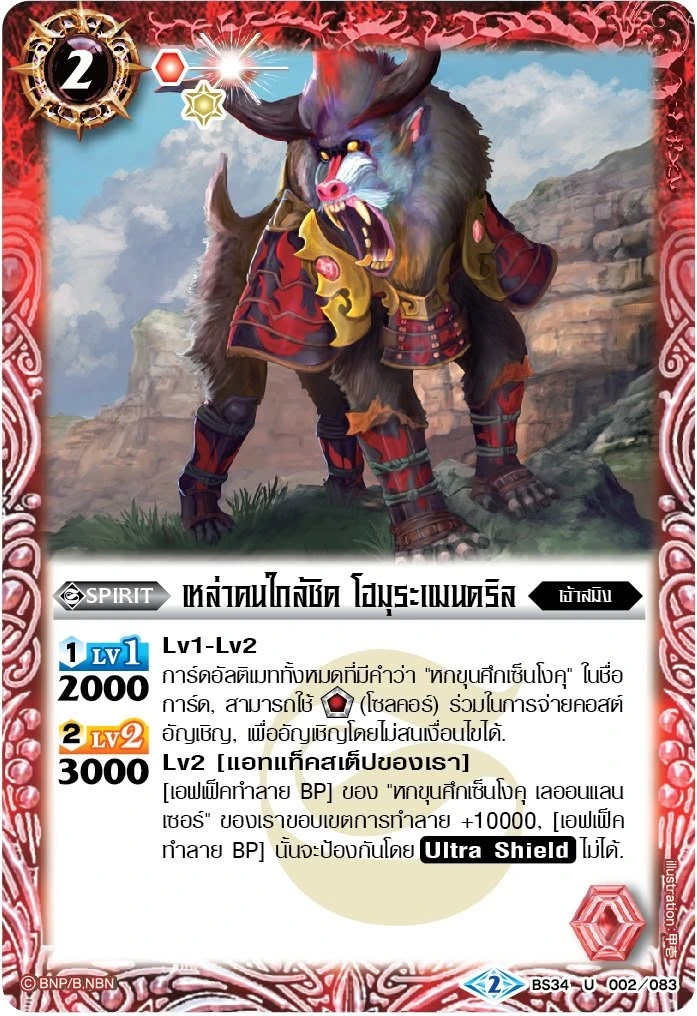 2
SPIRIT เหล่าคนใกล้ชิด โฮมุระแมนดริล เจ้าสมิง
1 LV1
2000
2 LV2
3000
Lv1-Lv2
การ์ดอัลติเมททั้งหมดที่มีคำว่า "หกขุนศึกเซ็นโงคุ" ในชื่อ
การ์ด, สามารถใช้ (โซลคอร์) ร่วมในการจ่ายคอสต์
อัญเชิญ, เพื่ออัญเชิญโดยไม่สนเงื่อนไขได้.
Lv2 [แอทแท็คสเต็ปของเรา]
[เอฟเฟ็คทำลาย BP] ของ "หกขุนศึกเซ็นโงคุ เลออนแลน
เซอร์" ของเราขอบเขตการทำลาย +10000, [เอฟเฟ็ค
ทำลาย BP] นั้นจะป้องกันโดย Ultra Shield ไม่ได้.
illustration: 甲壱
©BNP/B.NBN
2 BS34 U 002/083